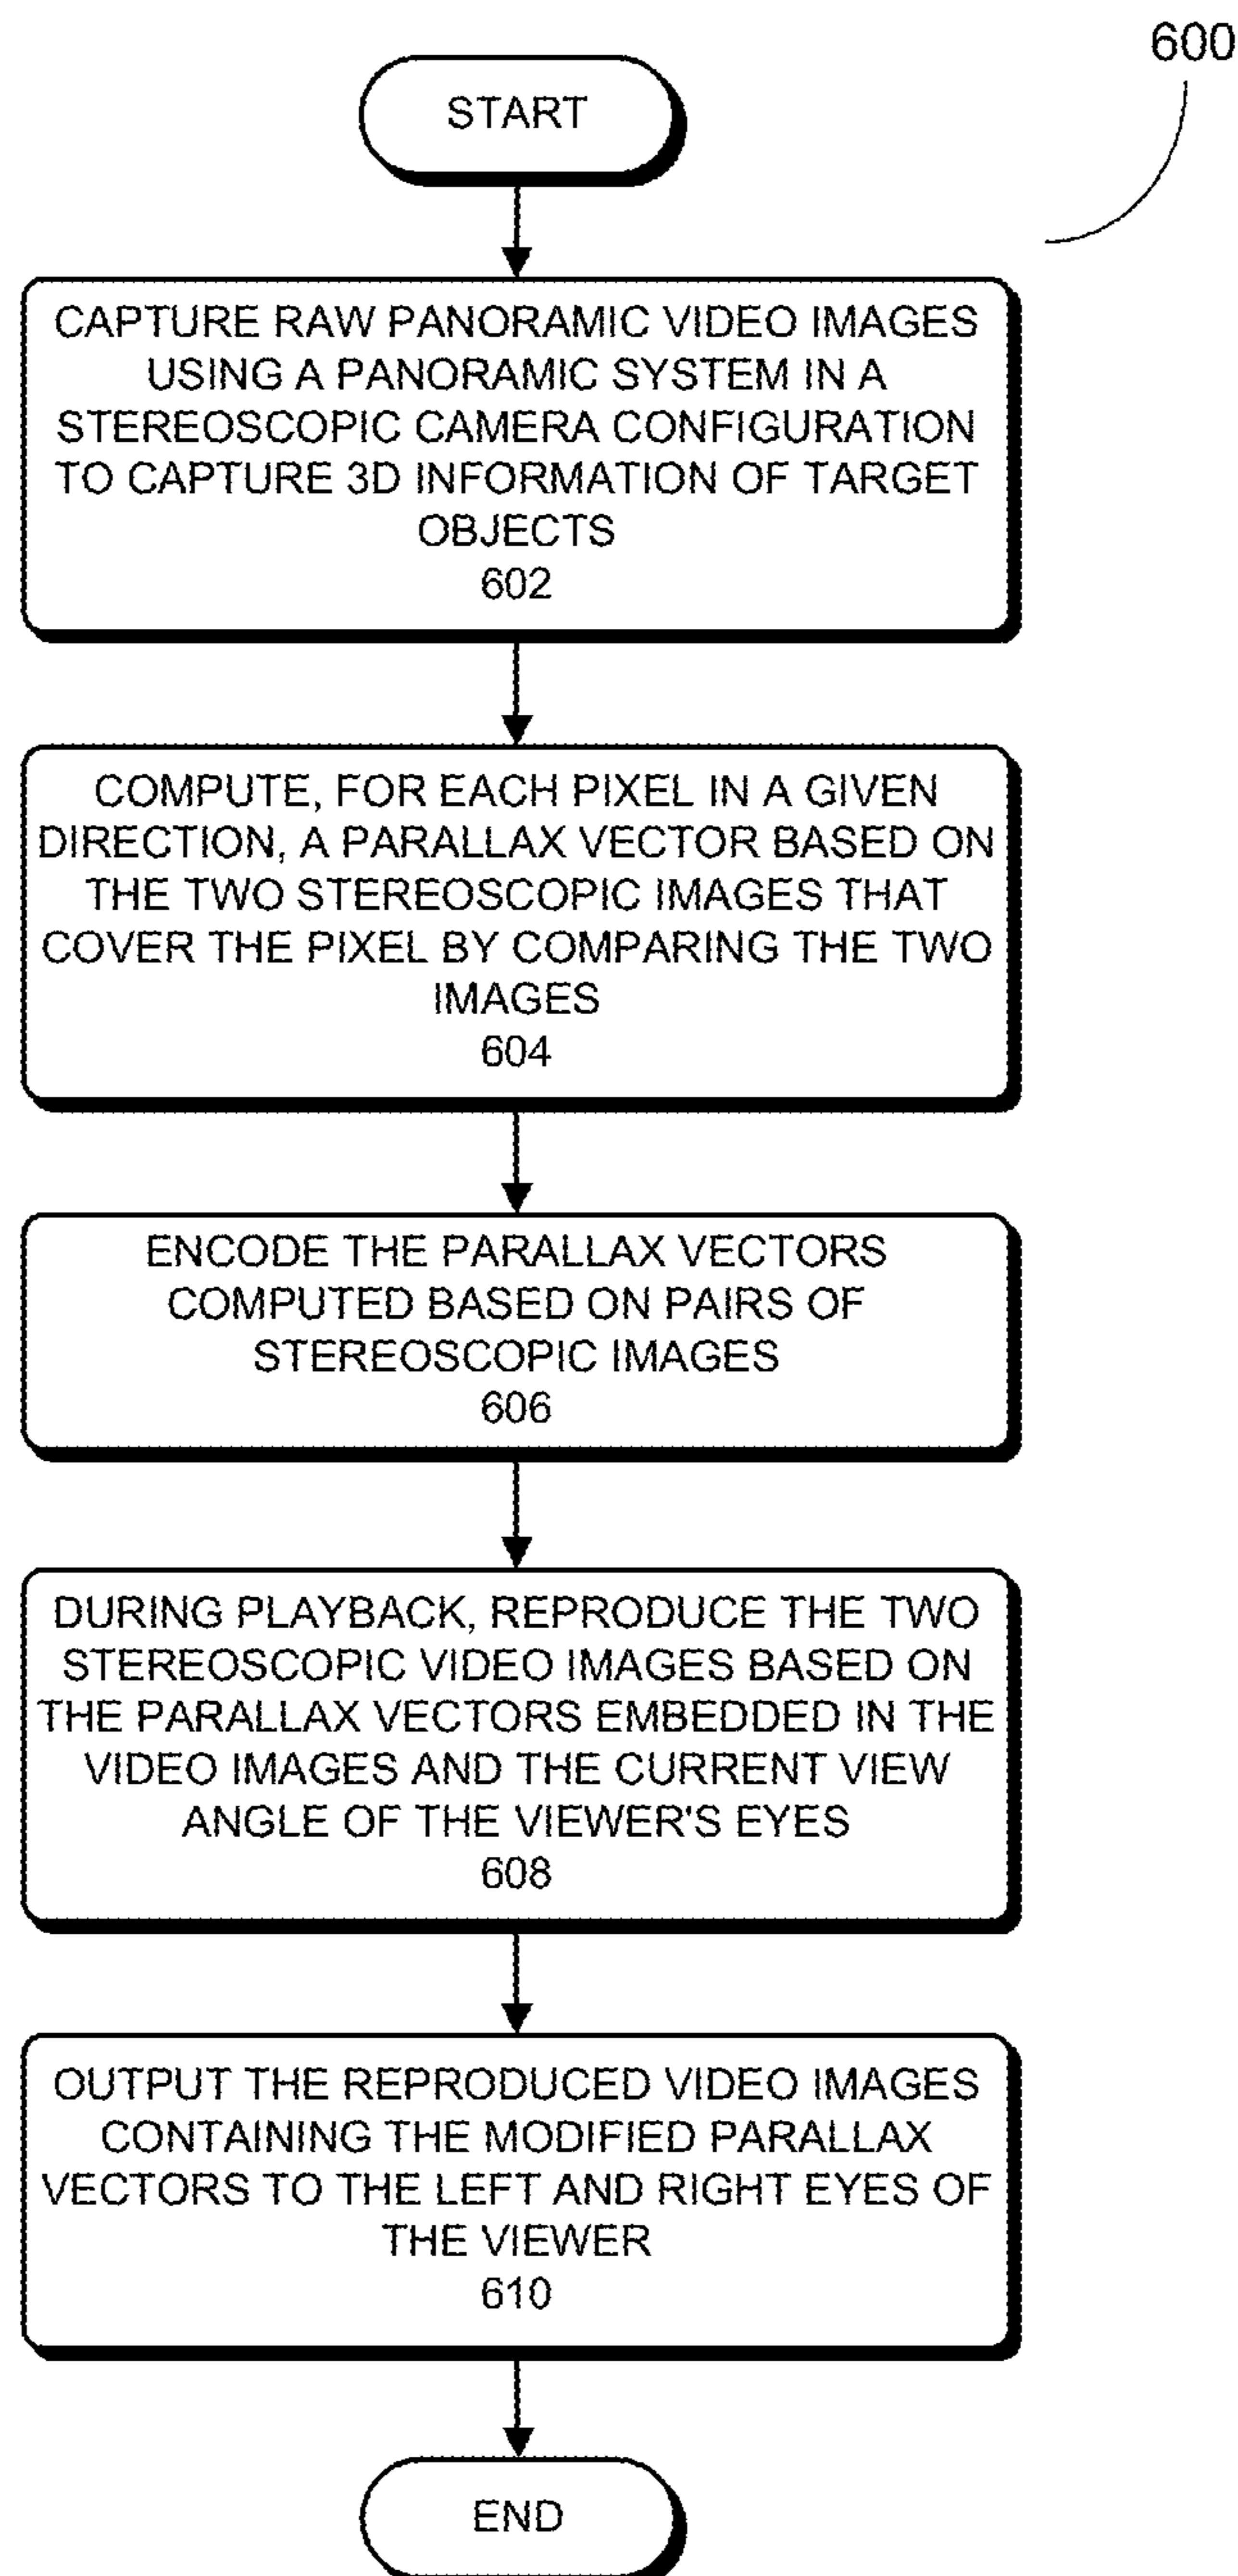 600
START
CAPTURE RAW PANORAMIC VIDEO IMAGES
USING A PANORAMIC SYSTEM IN A
STEREOSCOPIC CAMERA CONFIGURATION
TO CAPTURE 3D INFORMATION OF TARGET
OBJECTS
602
COMPUTE, FOR EACH PIXEL IN A GIVEN
DIRECTION, A PARALLAX VECTOR BASED ON
THE TWO STEREOSCOPIC IMAGES THAT
COVER THE PIXEL BY COMPARING THE TWO
IMAGES
604
ENCODE THE PARALLAX VECTORS
COMPUTED BASED ON PAIRS OF
STEREOSCOPIC IMAGES
606
DURING PLAYBACK, REPRODUCE THE TWO
STEREOSCOPIC VIDEO IMAGES BASED ON
THE PARALLAX VECTORS EMBEDDED IN THE
VIDEO IMAGES AND THE CURRENT VIEW
ANGLE OF THE VIEWER'S EYES
608
OUTPUT THE REPRODUCED VIDEO IMAGES
CONTAINING THE MODIFIED PARALLAX
VECTORS TO THE LEFT AND RIGHT EYES OF
THE VIEWER
610
END